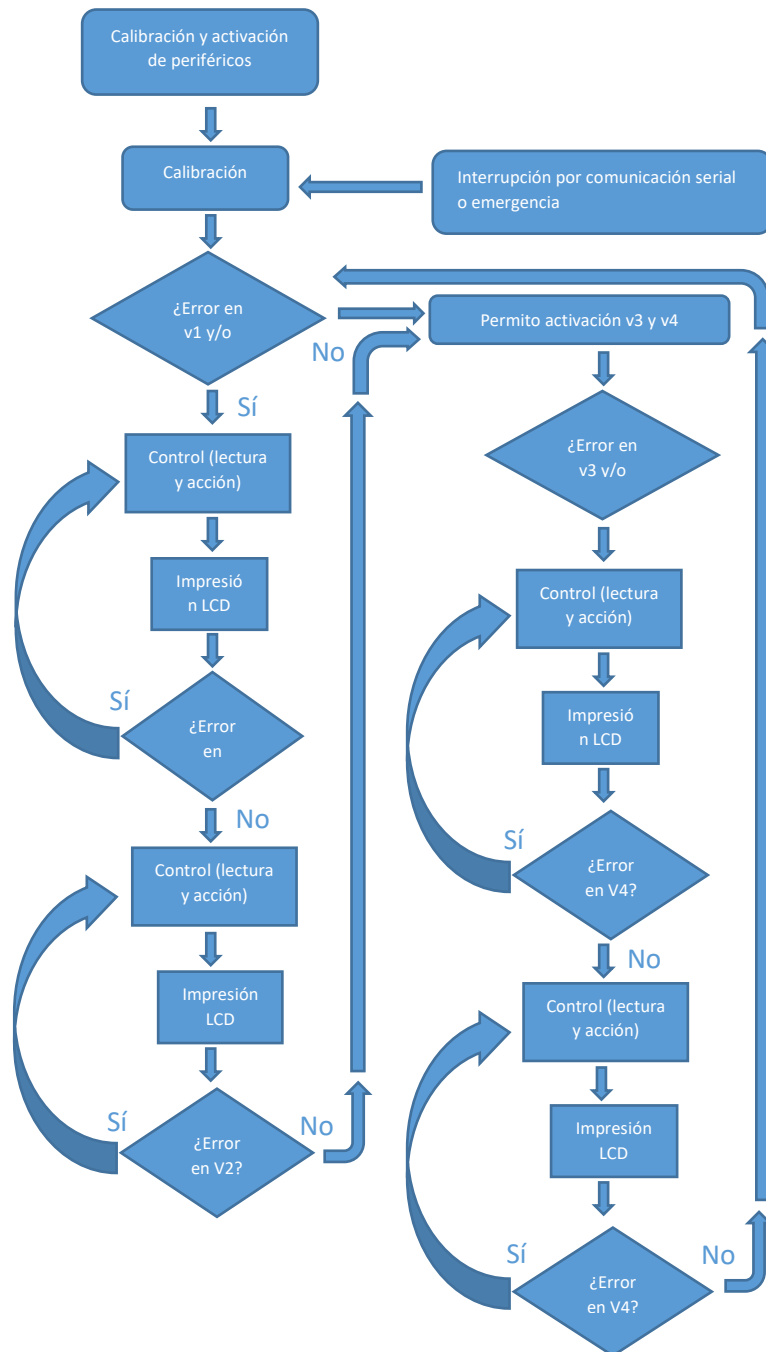 Calibración y activación
de periféricos
Calibración
Interrupción por comunicación serial
o emergencia
¿Error en
v1 y/o
No
Permito activación v3 y v4
Sí
Control (lectura
y acción)
Impresió
n LCD
Sí
¿Error
en
No
Control (lectura
y acción)
Impresión
LCD
Sí
¿Error
en V2?
No
¿Error en
v3 y/o
Control (lectura
y acción)
Impresió
n LCD
Sí
¿Error
en V4?
No
Control (lectura
y acción)
Impresión
LCD
Sí
¿Error
en V4?
No